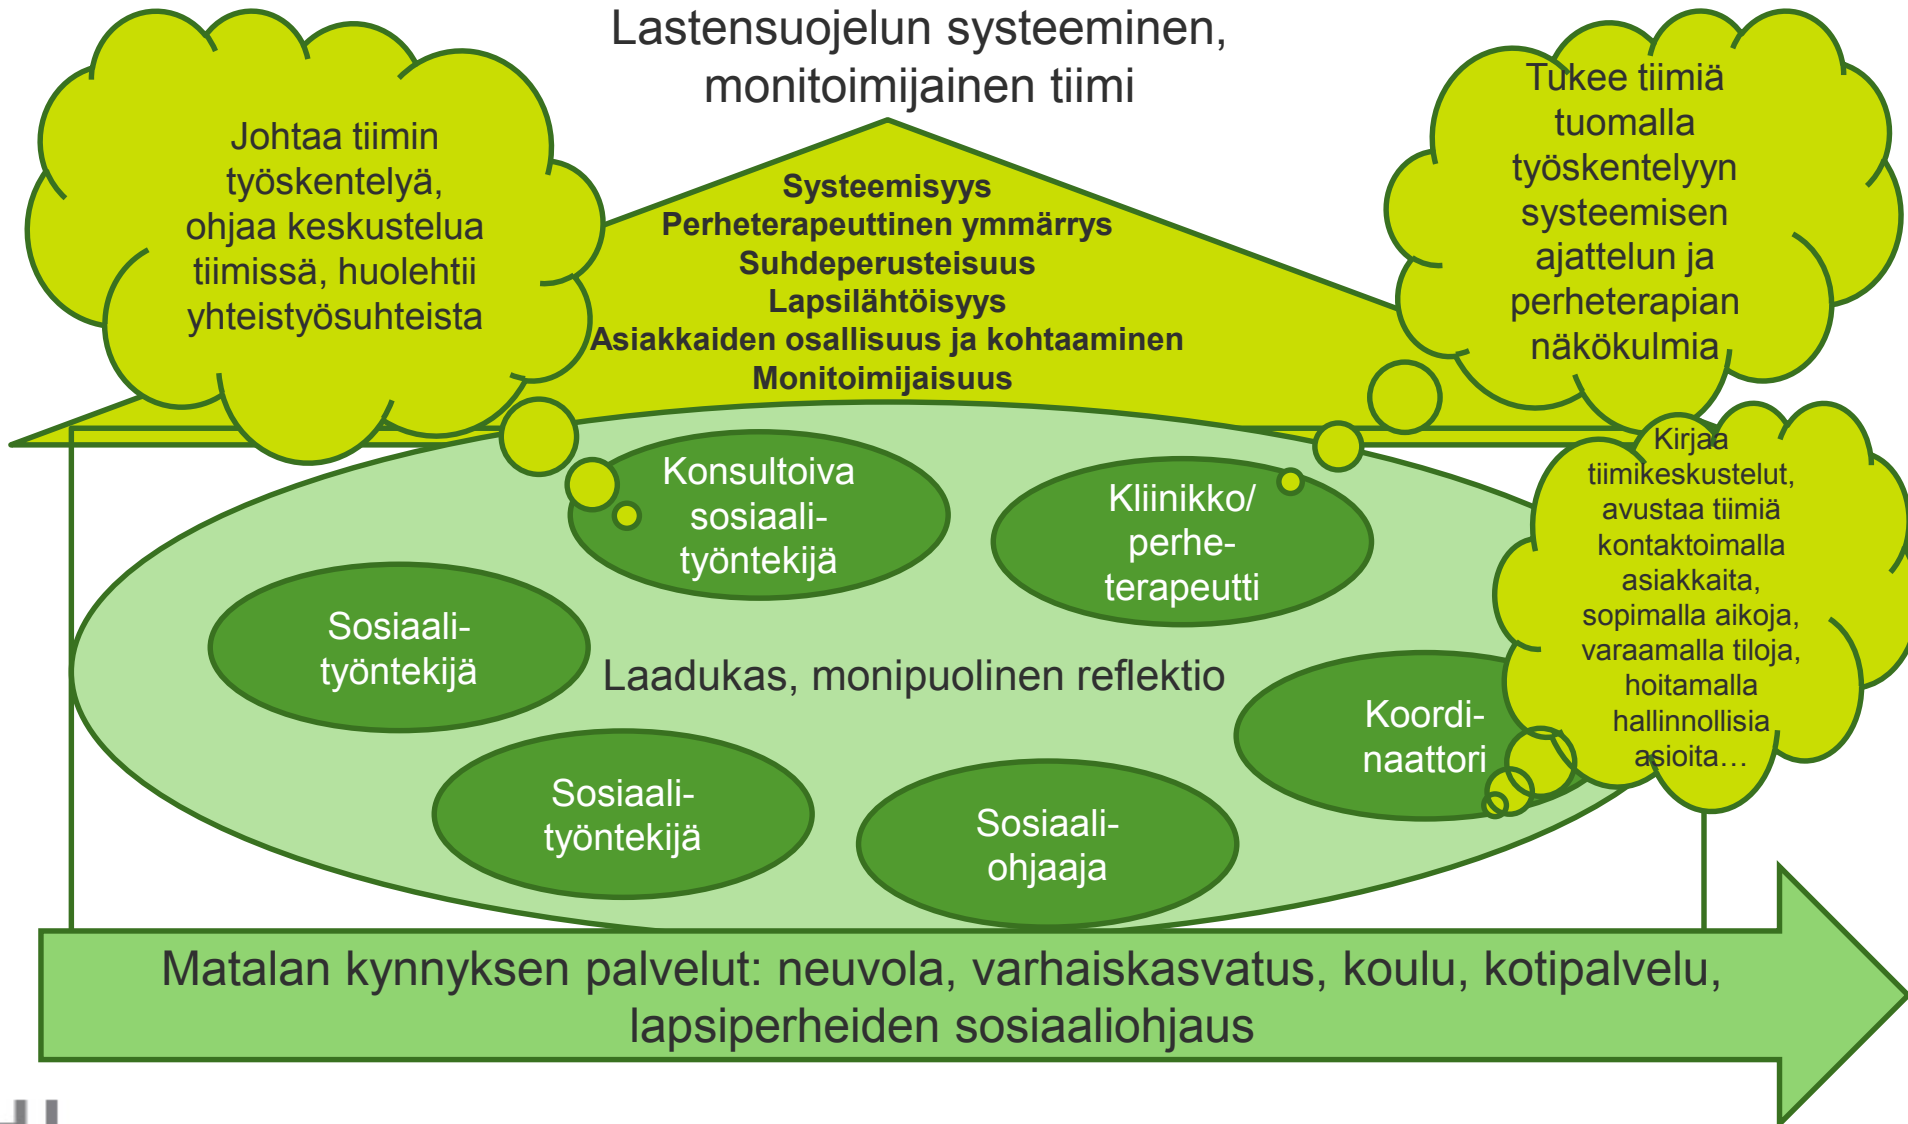 Lastensuojelun systeeminen,
monitoimijainen tiimi
Johtaa tiimin
työskentelyä,
ohjaa keskustelua
tiimissä, huolehtii
yhteistyösuhteista
Systeemisyys
Perheterapeuttinen ymmärrys
Suhdeperusteisuus
Lapsilähtöisyys
Asiakkaiden osallisuus ja kohtaaminen
Monitoimijaisuus
Tukee tiimiä
tuomalla
työskentelyyn
systeemisen
ajattelun ja
perheterapian
näkökulmia
Konsultoiva
sosiaali-
työntekijä
Kliinikko/
perhe-
terapeutti
Kirjaa
tiimikeskustelut,
avustaa tiimiä
kontaktoimalla
asiakkaita,
sopimalla aikoja,
varaamalla tiloja,
hoitamalla
hallinnollisia
asioita…
Sosiaali-
työntekijä
Laadukas, monipuolinen reflektio
Koordi-
naattori
Sosiaali-
työntekijä
Sosiaali-
ohjaaja
Matalan kynnyksen palvelut: neuvola, varhaiskasvatus, koulu, kotipalvelu,
lapsiperheiden sosiaaliohjaus